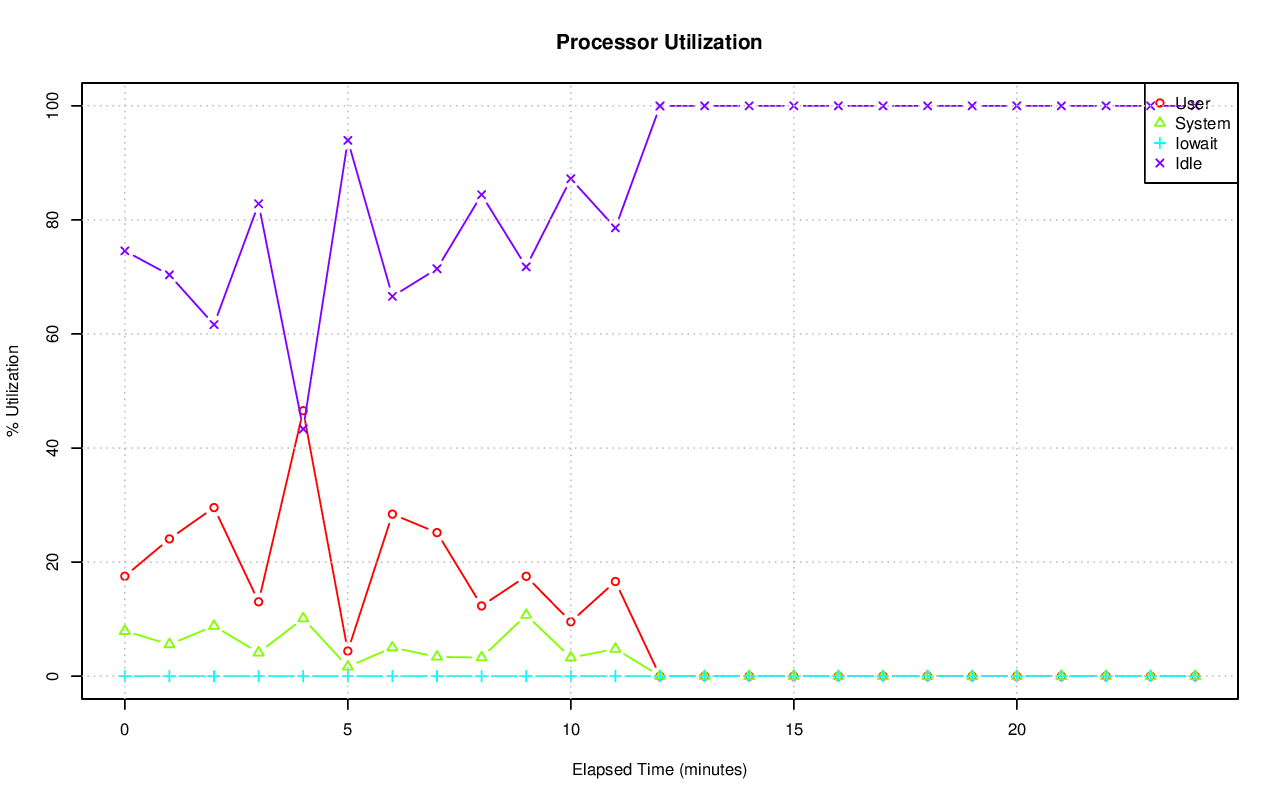 Processor Utilization
% Utilization
100
80
60
40
20
0
User
System
Iowait
Idle
0 5 10 15 20
Elapsed Time (minutes)